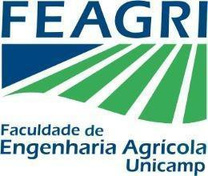 FEAGRI
Faculdade de
Engenharia Agrícola
Unicamp